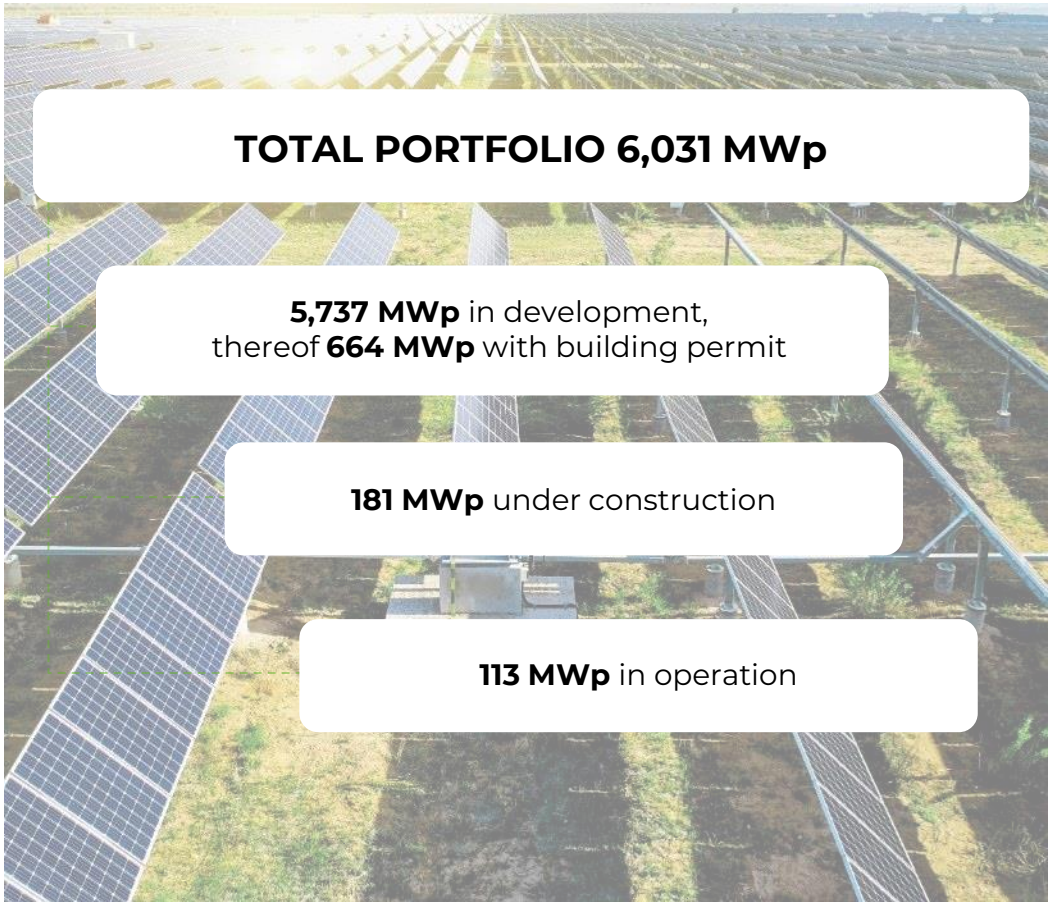 TOTAL PORTFOLIO 6,031 MWp
5,737 MWp in development,
thereof 664 MWp with building permit
181 MWp under construction
113 MWp in operation